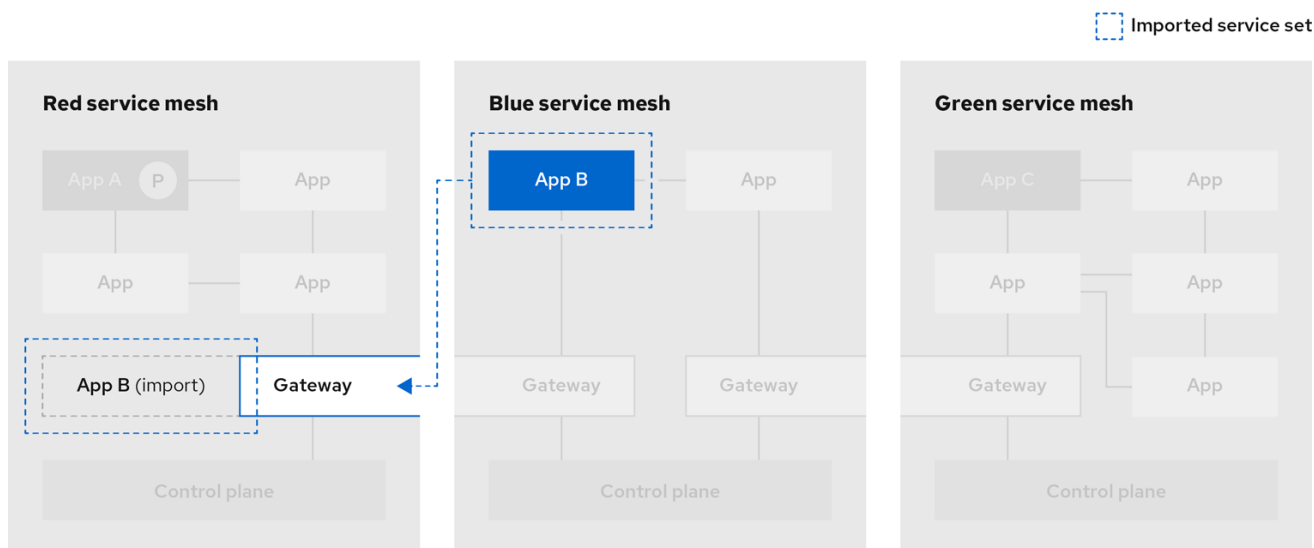 Imported service set
Red service mesh
Blue service mesh
Green service mesh
App A
P
App
App B
App
App C
App
App
App
App
App
App B (import)
Gateway
Gateway
Gateway
Gateway
App
Control plane
Control plane
Control plane